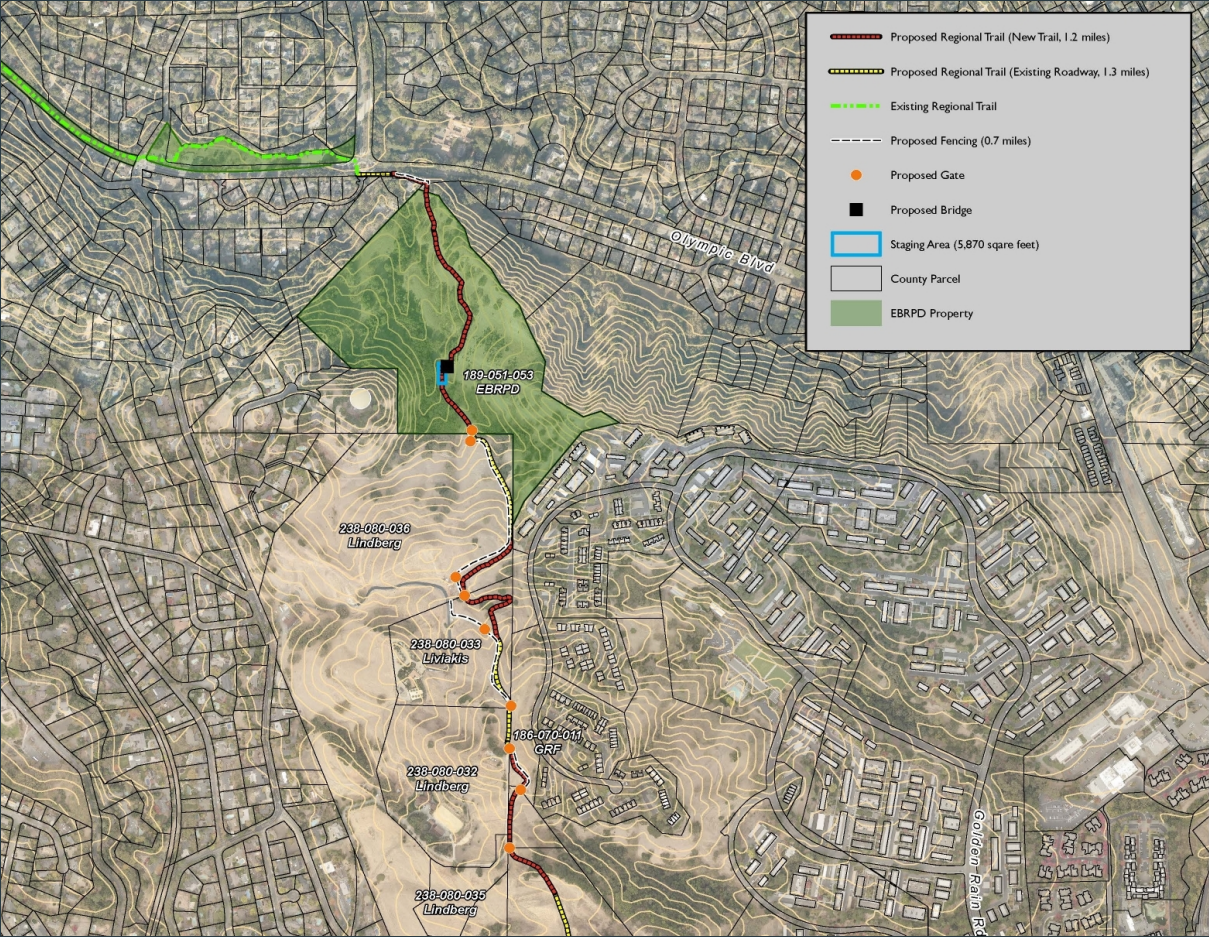 Proposed Regional Trail (New Trail, 1.2 miles)
Proposed Regional Trail (Existing Roadway, 1.3 miles)
Existing Regional Trail
Proposed Fencing (0.7 miles)
Proposed Gate
Proposed Bridge
Staging Area (5,870 sqare feet)
County Parcel
EBRPD Property
Olympic Blvd
189-051-053
EBRPD
238-080-036
Lindberg
238-080-033
Liviakis
186-070-011
GRF
238-080-032
Lindberg
238-080-035
Lindberg
Golden Rain Rd